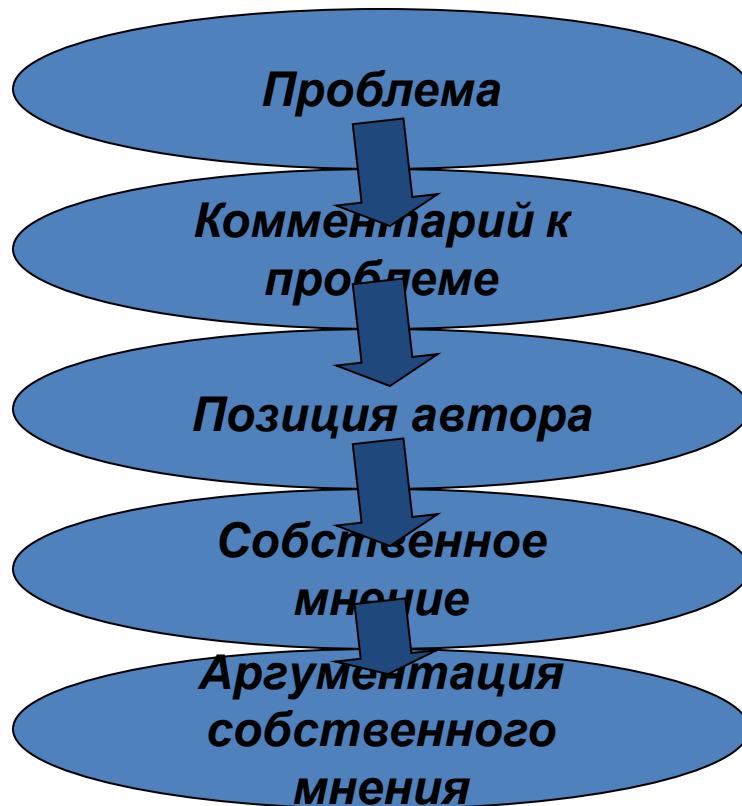 Проблема
Комментарий к
проблеме
Позиция автора
Собственное
мнение
Аргументация
собственного
мнения